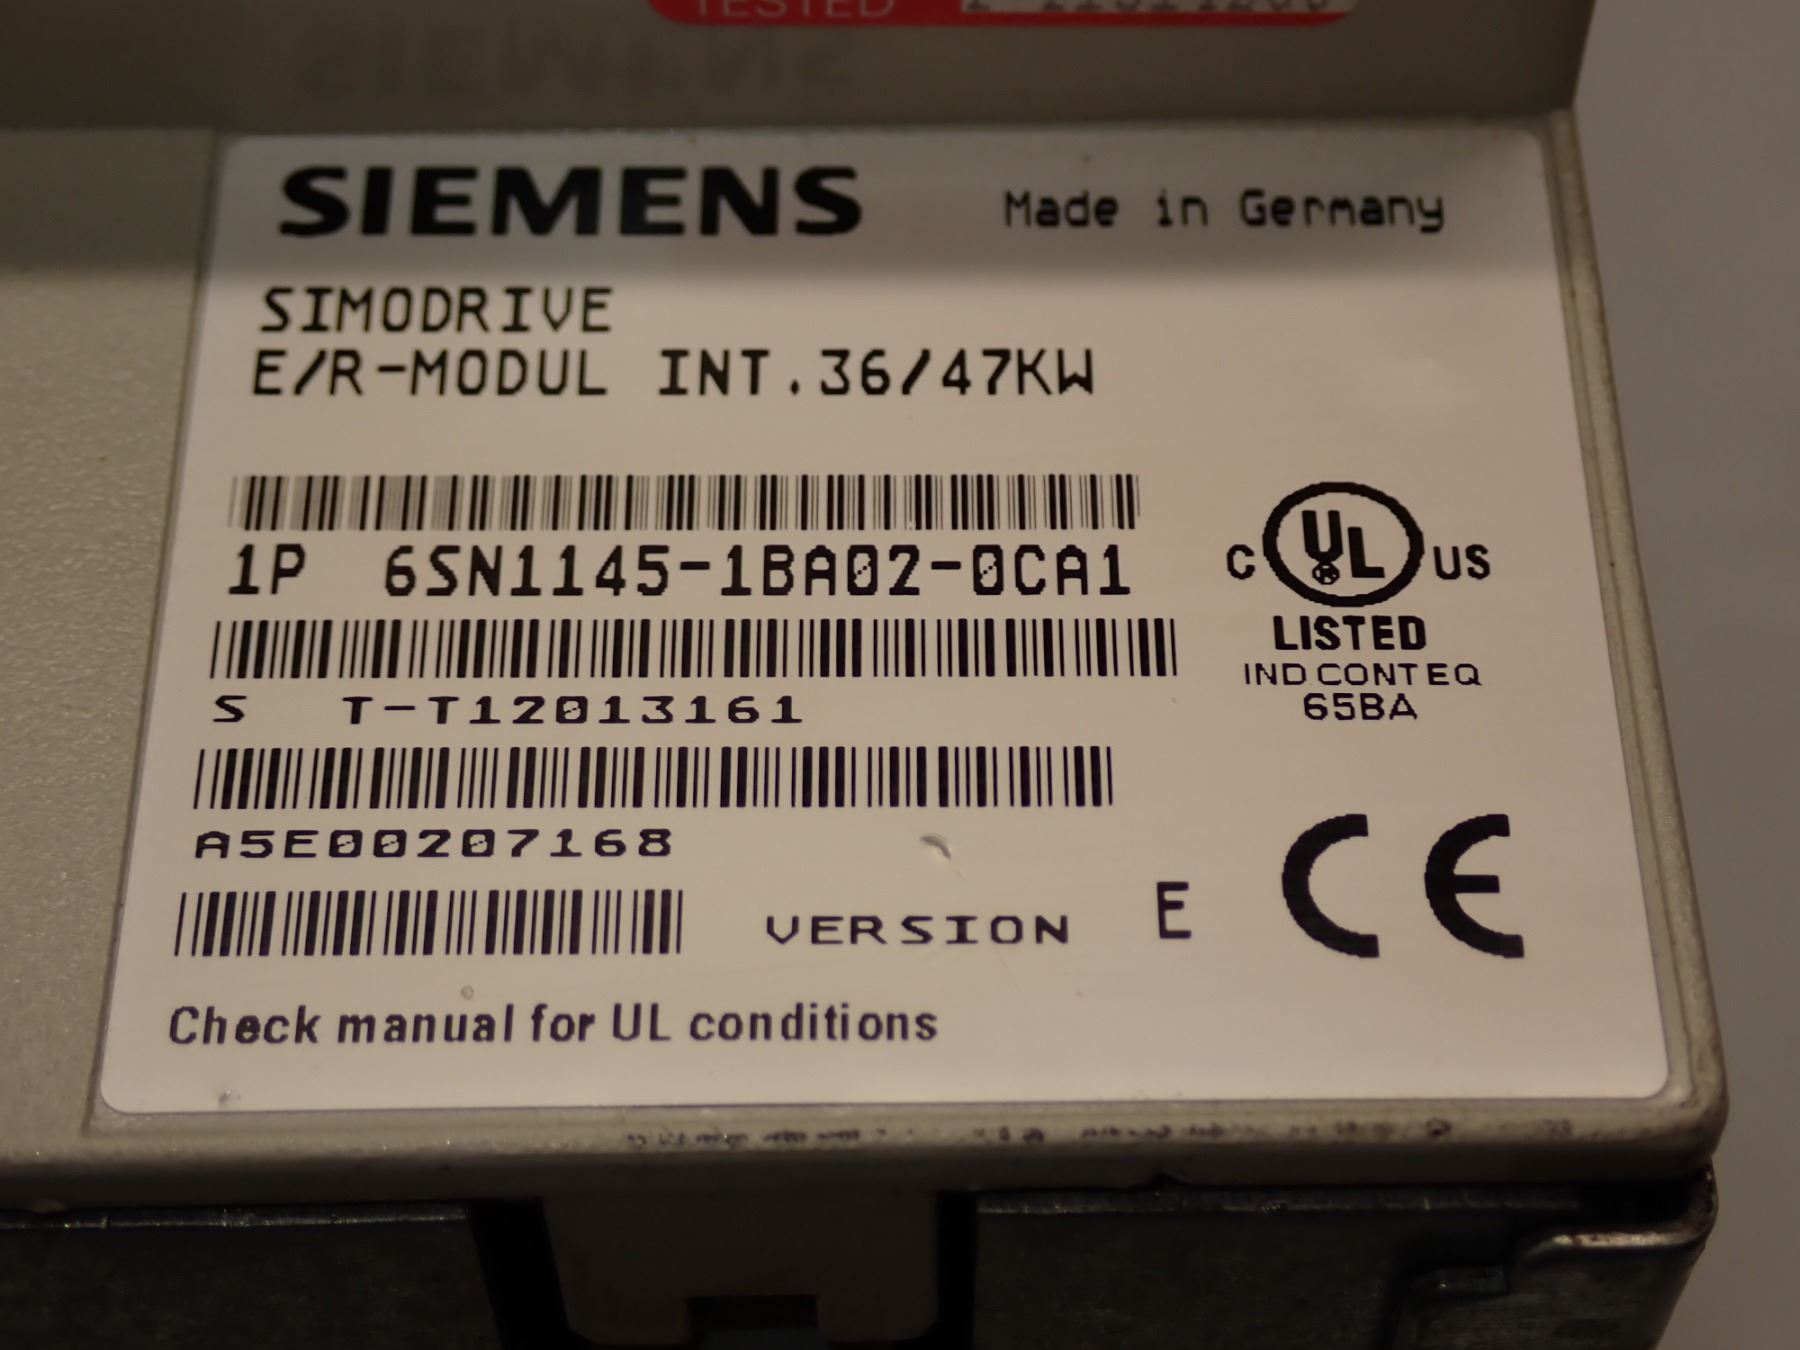 TESTED
SIEMENS Made in Germany
SIMODRIVE
E/R-MODUL INT.36/47KW
1P 6SN1145-1BA02-0CA1
C UL US
LISTED
IND.CONT.EQ
65BA
S T-T12013161
A5E00207168
VERSION E CE
Check manual for UL conditions